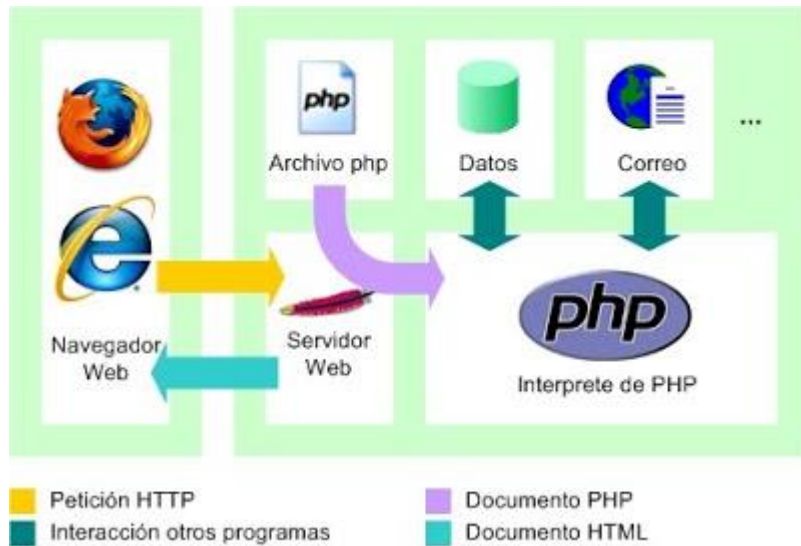 php
Archivo php
Datos
Correo
...
Navegador
Web
Servidor
Web
php
Interprete de PHP
Petición HTTP
Documento PHP
Interacción otros programas
Documento HTML